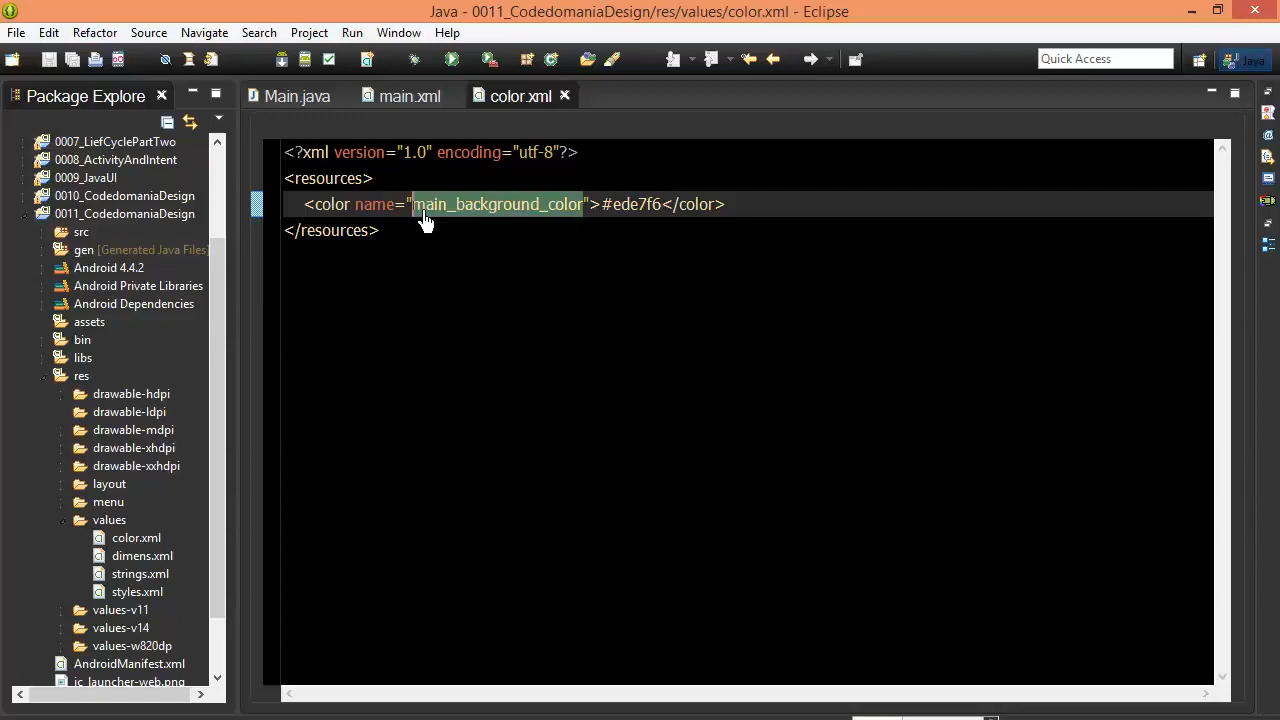 Java - 0011_CodedomaniaDesign/res/values/color.xml - Eclipse
File Edit Refactor Source Navigate Search Project Run Window Help
Quick Access
Java
Package Explore
Main.java
main.xml
color.xml
0007_LiefCyclePartTwo
0008_ActivityAndIntent
0009_JavaUI
0010_CodedomaniaDesign
0011_CodedomaniaDesign
src
gen [Generated Java Files]
Android 4.4.2
Android Private Libraries
Android Dependencies
assets
bin
libs
res
drawable-hdpi
drawable-ldpi
drawable-mdpi
drawable-xhdpi
drawable-xxhdpi
layout
menu
values
color.xml
dimens.xml
strings.xml
styles.xml
values-v11
values-v14
values-w820dp
AndroidManifest.xml
ic_launcher-web.png
<?xml version="1.0" encoding="utf-8"?>
<resources>
<color name="main_background_color">#ede7f6</color>
</resources>